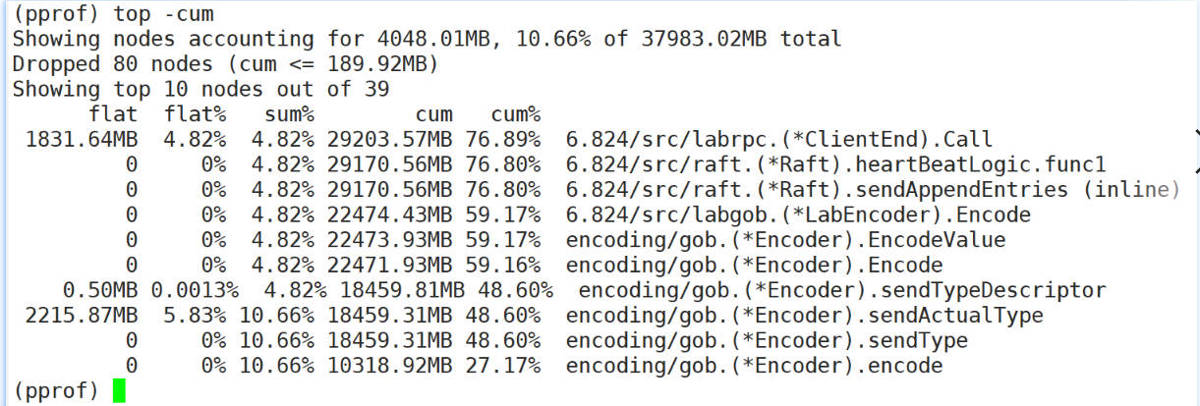 (pprof) top -cum
Showing nodes accounting for 4048.01MB, 10.66% of 37983.02MB total
Dropped 80 nodes (cum <= 189.92MB)
Showing top 10 nodes out of 39
flat flat% sum% cum cum%
1831.64MB 4.82% 4.82% 29203.57MB 76.89% 6.824/src/labrpc.(*ClientEnd).Call
0 0% 4.82% 29170.56MB 76.80% 6.824/src/raft.(*Raft).heartBeatLogic.func1
0 0% 4.82% 29170.56MB 76.80% 6.824/src/raft.(*Raft).sendAppendEntries (inline)
0 0% 4.82% 22474.43MB 59.17% 6.824/src/labgob.(*LabEncoder).Encode
0 0% 4.82% 22473.93MB 59.17% encoding/gob.(*Encoder).EncodeValue
0 0% 4.82% 22471.93MB 59.16% encoding/gob.(*Encoder).Encode
0.50MB 0.0013% 4.82% 18459.81MB 48.60% encoding/gob.(*Encoder).sendTypeDescriptor
2215.87MB 5.83% 10.66% 18459.31MB 48.60% encoding/gob.(*Encoder).sendActualType
0 0% 10.66% 18459.31MB 48.60% encoding/gob.(*Encoder).sendType
0 0% 10.66% 10318.92MB 27.17% encoding/gob.(*Encoder).encode
(pprof)